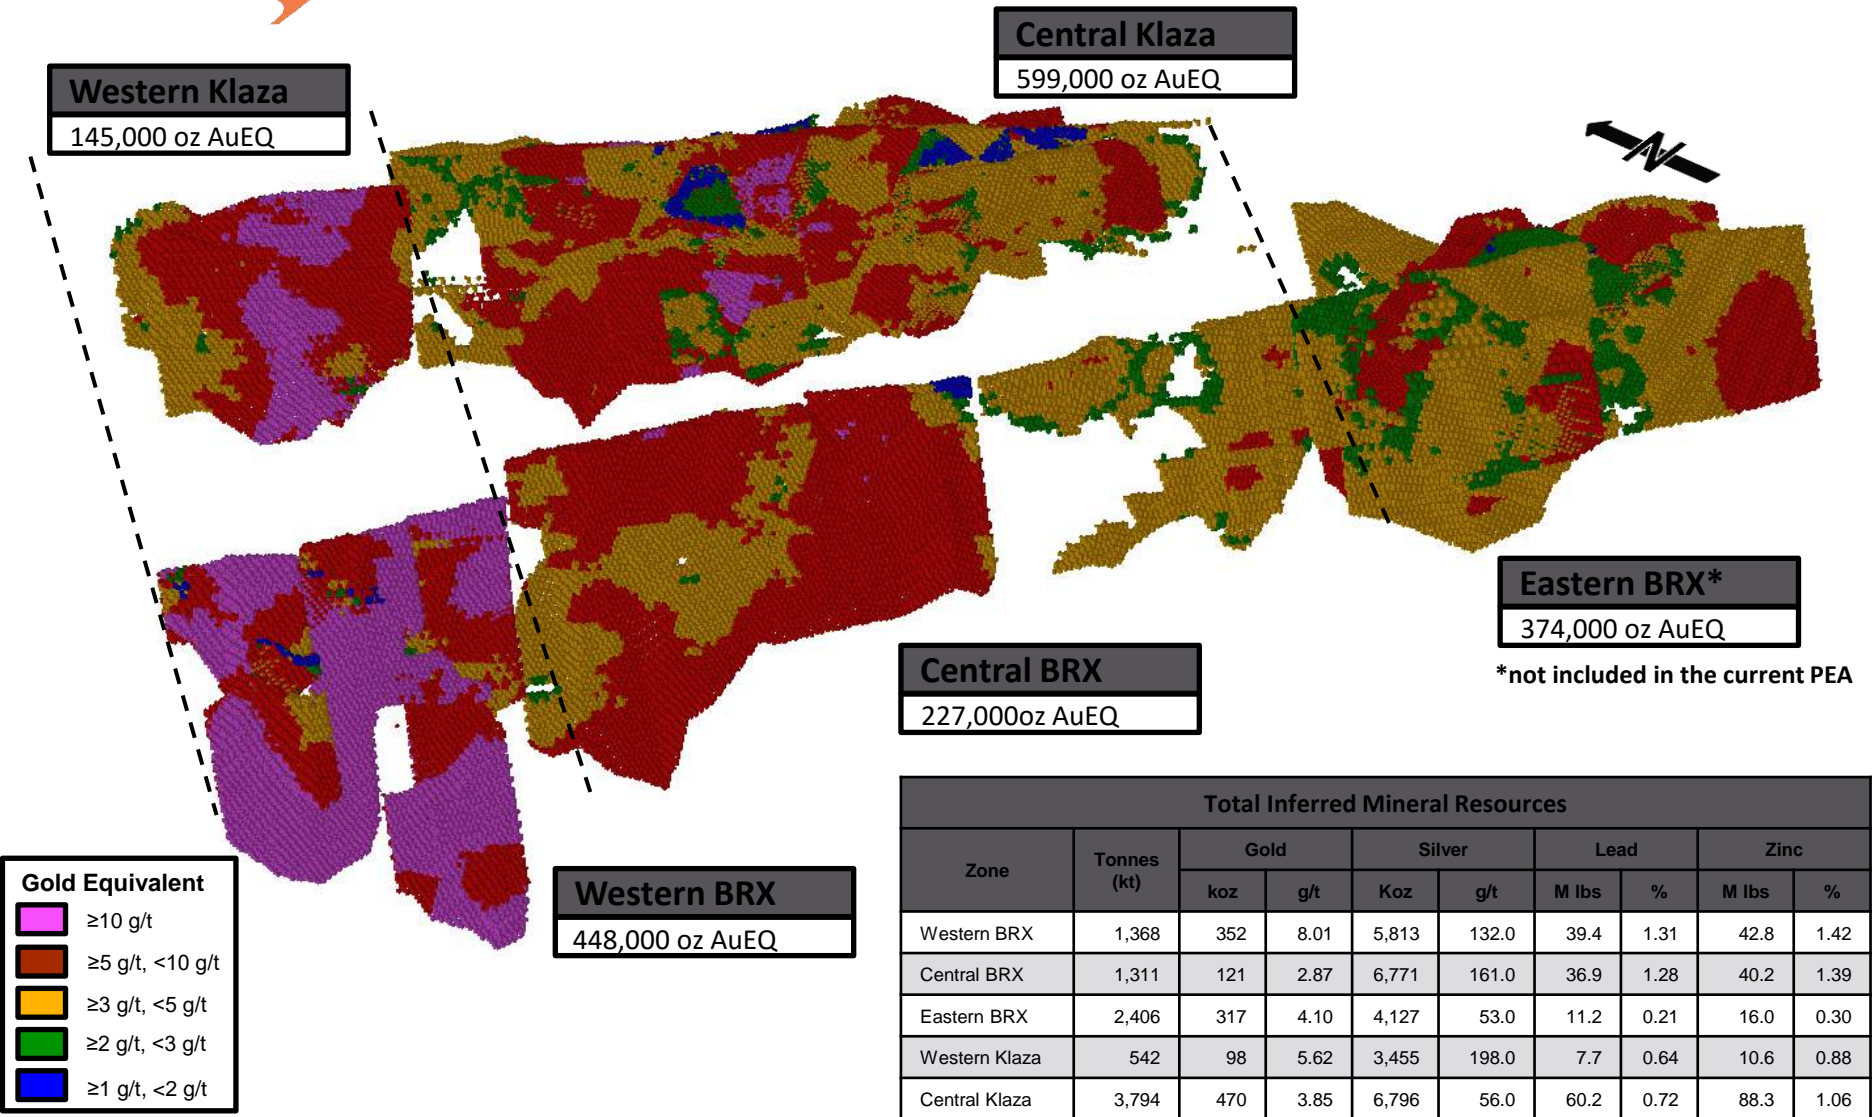 Central Klaza
599,000 oz AuEQ
Western Klaza
145,000 oz AuEQ
N
Eastern BRX*
374,000 oz AuEQ
*not included in the current PEA
Central BRX
227,000oz AuEQ
Western BRX
448,000 oz AuEQ
Gold Equivalent
≥10 g/t
≥5 g/t, <10 g/t
≥3 g/t, <5 g/t
≥2 g/t, <3 g/t
≥1 g/t, <2 g/t
Total Inferred Mineral Resources
Zone Tonnes (kt) Gold Silver Lead Zinc
koz g/t Koz g/t M lbs % M lbs %
Western BRX 1,368 352 8.01 5,813 132.0 39.4 1.31 42.8 1.42
Central BRX 1,311 121 2.87 6,771 161.0 36.9 1.28 40.2 1.39
Eastern BRX 2,406 317 4.10 4,127 53.0 11.2 0.21 16.0 0.30
Western Klaza 542 98 5.62 3,455 198.0 7.7 0.64 10.6 0.88
Central Klaza 3,794 470 3.85 6,796 56.0 60.2 0.72 88.3 1.06